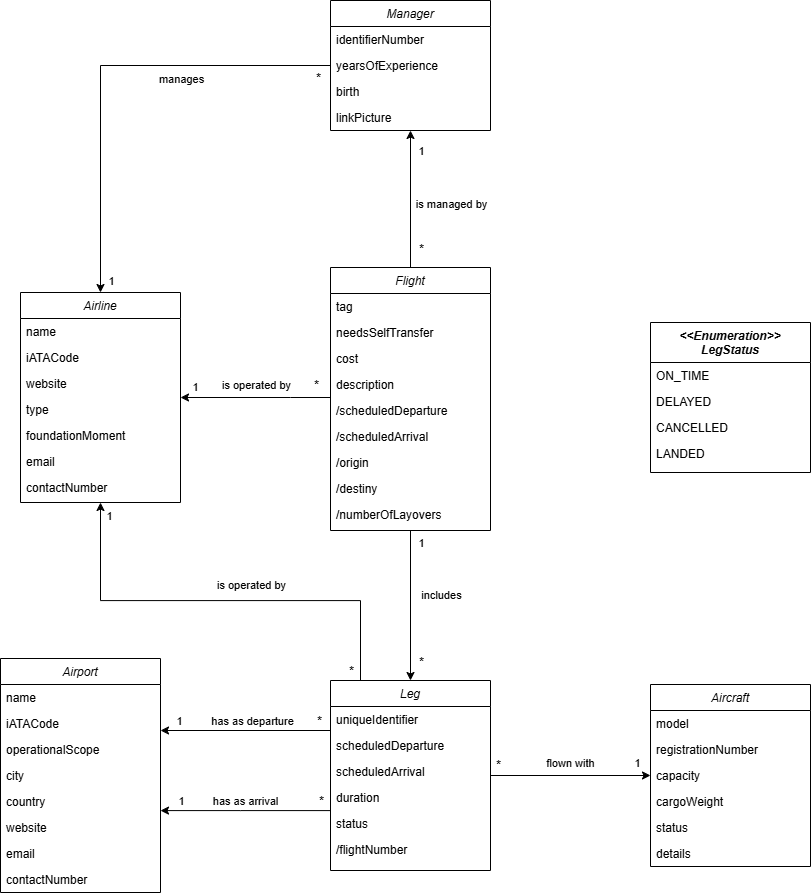 Manager
identifierNumber
yearsOfExperience
birth
linkPicture
manages
*
1
is managed by
*
1
Airline
name
iATACode
website
type
foundationMoment
email
contactNumber
Flight
tag
needsSelfTransfer
cost
description
/scheduledDeparture
/scheduledArrival
/origin
/destiny
/numberOfLayovers
1
is operated by
*
<<Enumeration>>
LegStatus
ON_TIME
DELAYED
CANCELLED
LANDED
1
1
is operated by
includes
*
*
Airport
name
iATACode
operationalScope
city
country
website
email
contactNumber
1
has as departure
*
1
has as arrival
*
Leg
uniqueIdentifier
scheduledDeparture
scheduledArrival
duration
status
/flightNumber
*
flown with
1
Aircraft
model
registrationNumber
capacity
cargoWeight
status
details